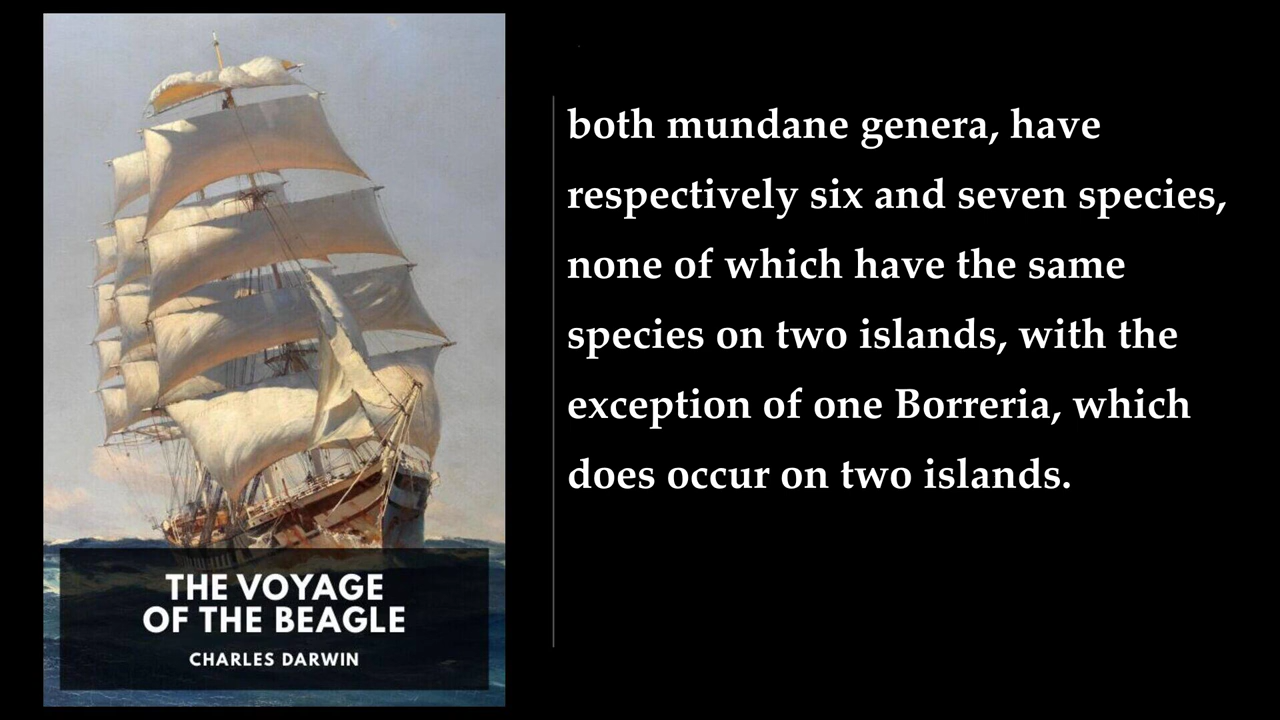 THE VOYAGE
OF THE BEAGLE
CHARLES DARWIN
both mundane genera, have
respectively six and seven species,
none of which have the same
species on two islands, with the
exception of one Borreria, which
does occur on two islands.